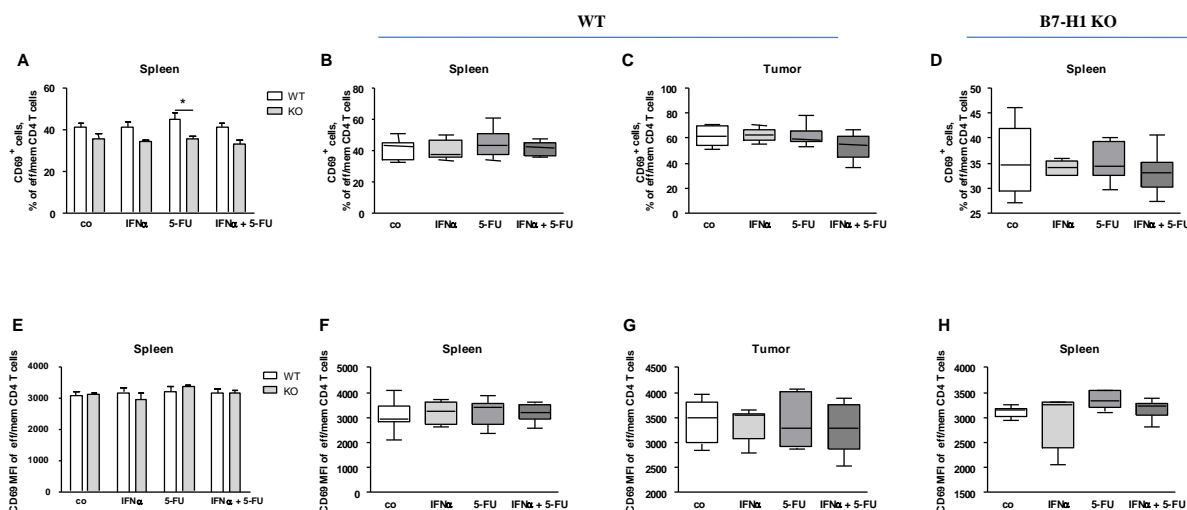 WT
B7-H1 KO
A
Spleen
CD69+ cells,
% of eff/mem CD4 T cells
60
40
20
0
co
IFNα
5-FU
IFNα + 5-FU
*
WT
KO
B
Spleen
CD69+ cells,
% of eff/mem CD4 T cells
80
60
40
20
0
co
IFNα
5-FU
IFNα + 5-FU
C
Tumor
CD69+ cells,
% of eff/mem CD4 T cells
100
80
60
40
20
0
co
IFNα
5-FU
IFNα + 5-FU
D
Spleen
CD69+ cells,
% of eff/mem CD4 T cells
50
45
40
35
30
25
co
IFNα
5-FU
IFNα + 5-FU
E
Spleen
CD69 MFI of eff/mem CD4 T cells
4000
3000
2000
1000
0
co
IFNα
5-FU
IFNα + 5-FU
WT
KO
F
Spleen
CD69 MFI of eff/mem CD4 T cells
5000
4000
3000
2000
1000
0
co
IFNα
5-FU
IFNα + 5-FU
G
Tumor
CD69 MFI of eff/mem CD4 T cells
4500
4000
3500
3000
2500
2000
co
IFNα
5-FU
IFNα + 5-FU
H
Spleen
CD69 MFI of eff/mem CD4 T cells
4000
3500
3000
2500
2000
1500
co
IFNα
5-FU
IFNα + 5-FU